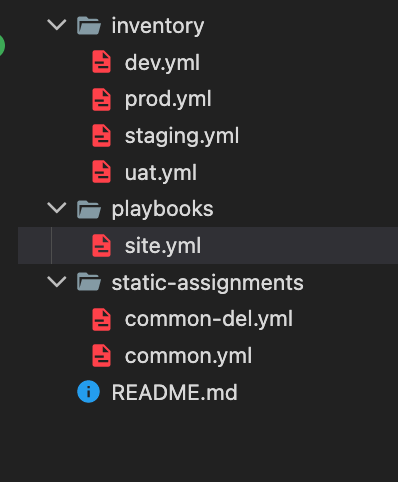 inventory
dev.yml
prod.yml
staging.yml
uat.yml
playbooks
site.yml
static-assignments
common-del.yml
common.yml
README.md